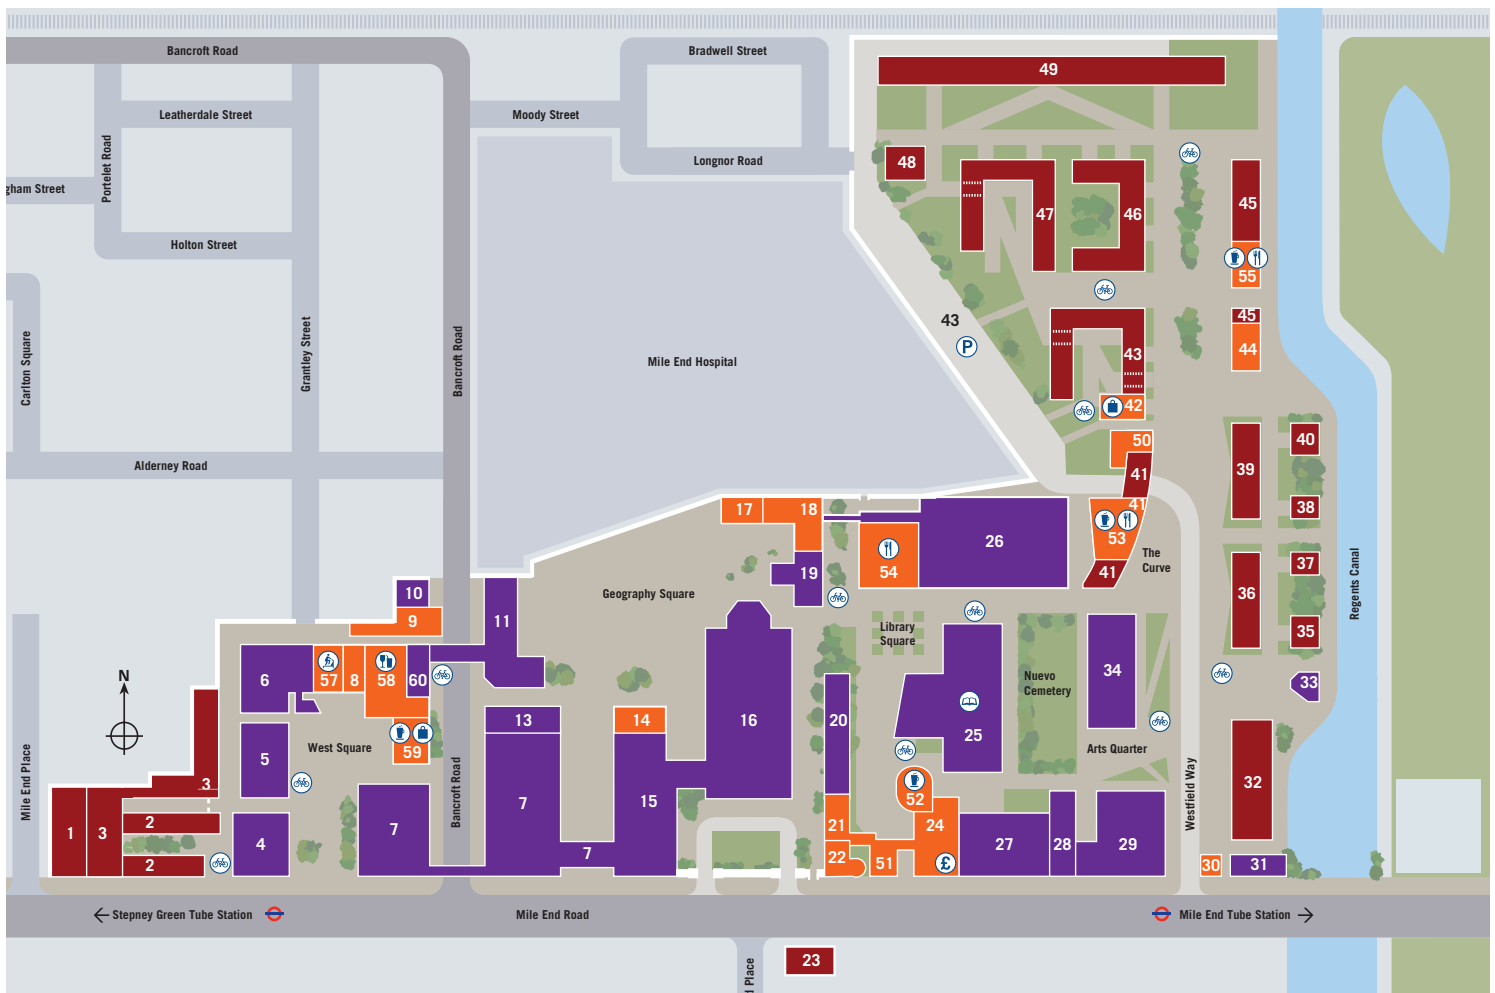 Bancroft Road
Bradwell Street
49
Leatherdale Street
Moody Street
Portelet Road
Longnor Road
48
gham Street
47
46
45
Holton Street
55
45
43
P
44
43
Carlton Square
Grantley Street
Bancroft Road
Mile End Hospital
42
50
40
39
Alderney Road
41
38
17
18
41
26
53
54
The
Curve
41
19
37
36
Regents Canal
10
Geography Square
9
11
Library
Square
35
N
6
57
8
58
60
34
33
Nuevo
Cemetery
13
14
16
20
25
West Square
59
Arts Quarter
5
3
Mile End Place
Bancroft Road
7
15
52
32
Westfield Way
1
3
2
4
7
7
21
24
27
28
29
2
22
51
£
30
31
Stepney Green Tube Station
Mile End Road
Mile End Tube Station
23
d Place